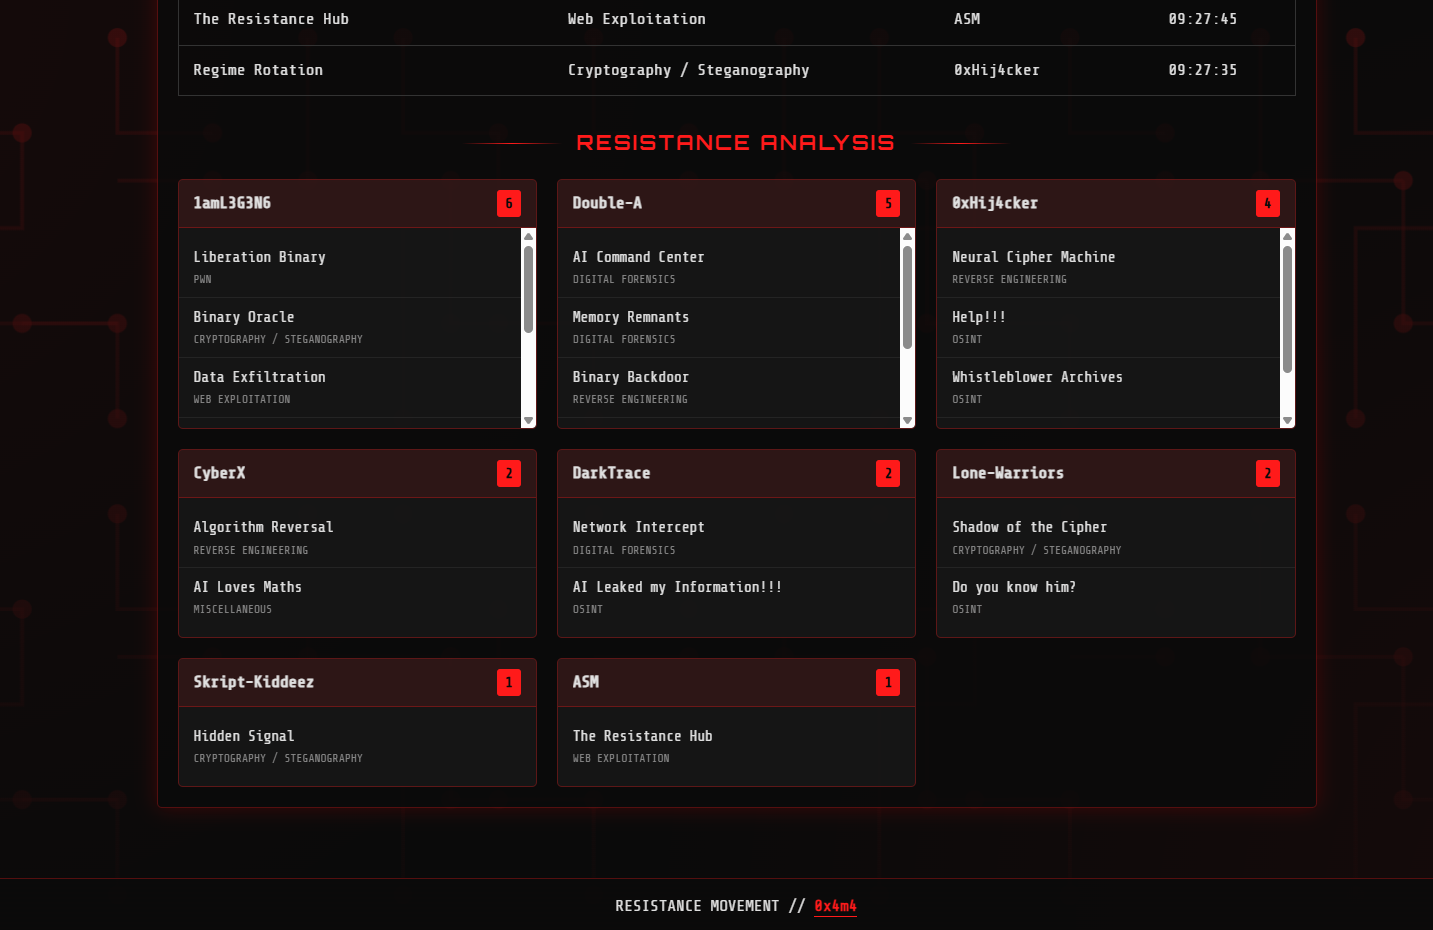 The Resistance Hub Web Exploitation ASM 09:27:45
Regime Rotation Cryptography / Steganography 0xHij4cker 09:27:35
RESISTANCE ANALYSIS
1amL3G3N6 6
Liberation Binary
PWN
Binary Oracle
CRYPTOGRAPHY / STEGANOGRAPHY
Data Exfiltration
WEB EXPLOITATION
Double-A 5
AI Command Center
DIGITAL FORENSICS
Memory Remnants
DIGITAL FORENSICS
Binary Backdoor
REVERSE ENGINEERING
0xHij4cker 4
Neural Cipher Machine
REVERSE ENGINEERING
Help!!!
OSINT
Whistleblower Archives
OSINT
CyberX 2
Algorithm Reversal
REVERSE ENGINEERING
AI Loves Maths
MISCELLANEOUS
DarkTrace 2
Network Intercept
DIGITAL FORENSICS
AI Leaked my Information!!!
OSINT
Lone-Warriors 2
Shadow of the Cipher
CRYPTOGRAPHY / STEGANOGRAPHY
Do you know him?
OSINT
Skript-Kiddeez 1
Hidden Signal
CRYPTOGRAPHY / STEGANOGRAPHY
ASM 1
The Resistance Hub
WEB EXPLOITATION
RESISTANCE MOVEMENT // 0x4m4